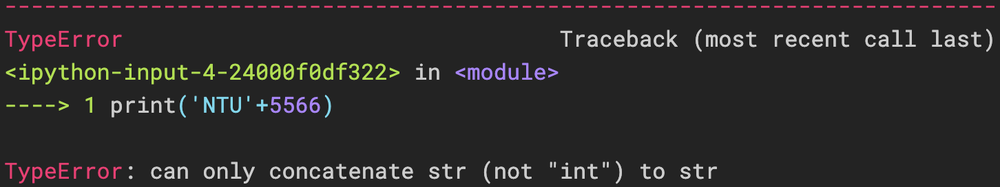 ---------------------------------------------------------------------------
TypeError                                 Traceback (most recent call last)
<ipython-input-4-24000f0df322> in <module>
----> 1 print('NTU'+5566)
TypeError: can only concatenate str (not "int") to str